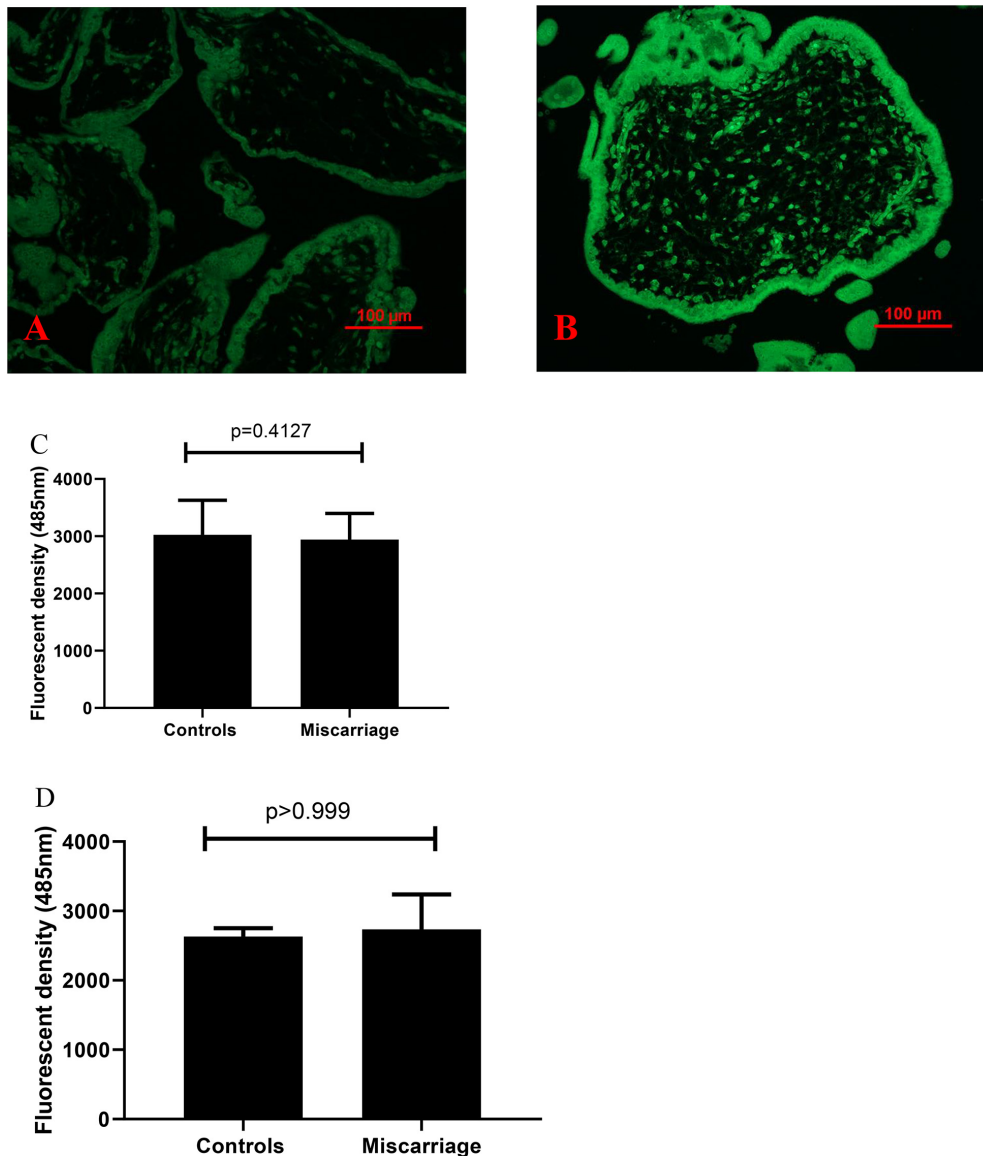 A
100 µm
B
100 µm
C
p=0.4127
Fluorescent density (485nm)
4000
3000
2000
1000
0
Controls
Miscarriage
D
p>0.999
Fluorescent density (485nm)
4000
3000
2000
1000
0
Controls
Miscarriage